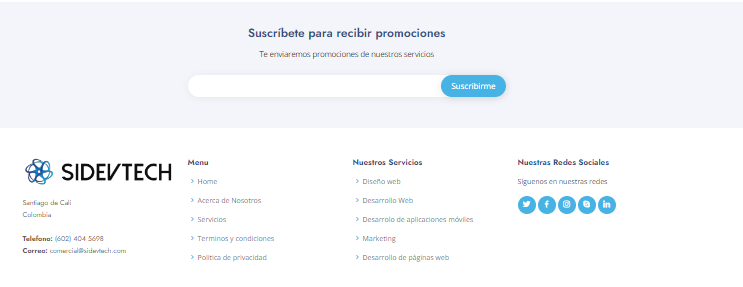 Suscríbete para recibir promociones
Te enviaremos promociones de nuestros servicios
Suscribirme
SIDEVTECH
Santiago de Cali
Colombia
Telefono: (602) 404 5698
Correo: comercial@sidevtech.com
Menu
Home
Acerca de Nosotros
Servicios
Terminos y condiciones
Politica de privacidad
Nuestros Servicios
Diseño web
Desarrollo Web
Desarrolo de aplicaciones móviles
Marketing
Desarrollo de páginas web
Nuestras Redes Sociales
Siguenos en nuestras redes